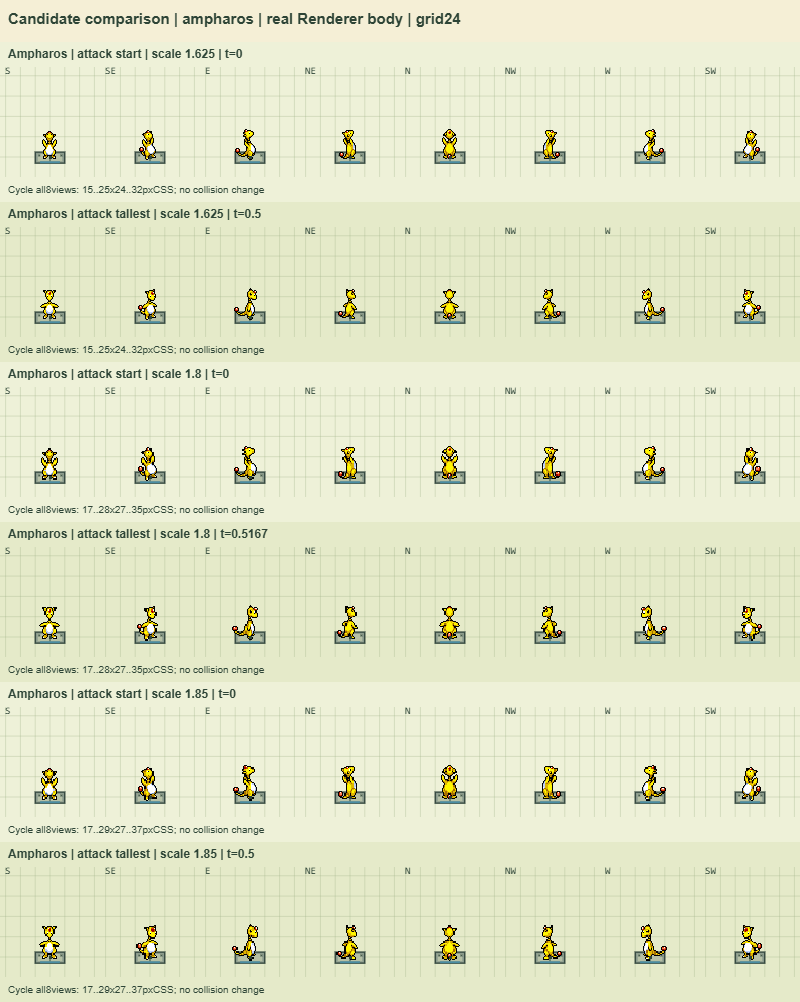 Candidate comparison | ampharos | real Renderer body | grid24
Ampharos | attack start | scale 1.625 | t=0
S SE E NE N NW W SW
Cycle all8views: 15..25x24..32pxCSS; no collision change
Ampharos | attack tallest | scale 1.625 | t=0.5
S SE E NE N NW W SW
Cycle all8views: 15..25x24..32pxCSS; no collision change
Ampharos | attack start | scale 1.8 | t=0
S SE E NE N NW W SW
Cycle all8views: 17..28x27..35pxCSS; no collision change
Ampharos | attack tallest | scale 1.8 | t=0.5167
S SE E NE N NW W SW
Cycle all8views: 17..28x27..35pxCSS; no collision change
Ampharos | attack start | scale 1.85 | t=0
S SE E NE N NW W SW
Cycle all8views: 17..29x27..37pxCSS; no collision change
Ampharos | attack tallest | scale 1.85 | t=0.5
S SE E NE N NW W SW
Cycle all8views: 17..29x27..37pxCSS; no collision change